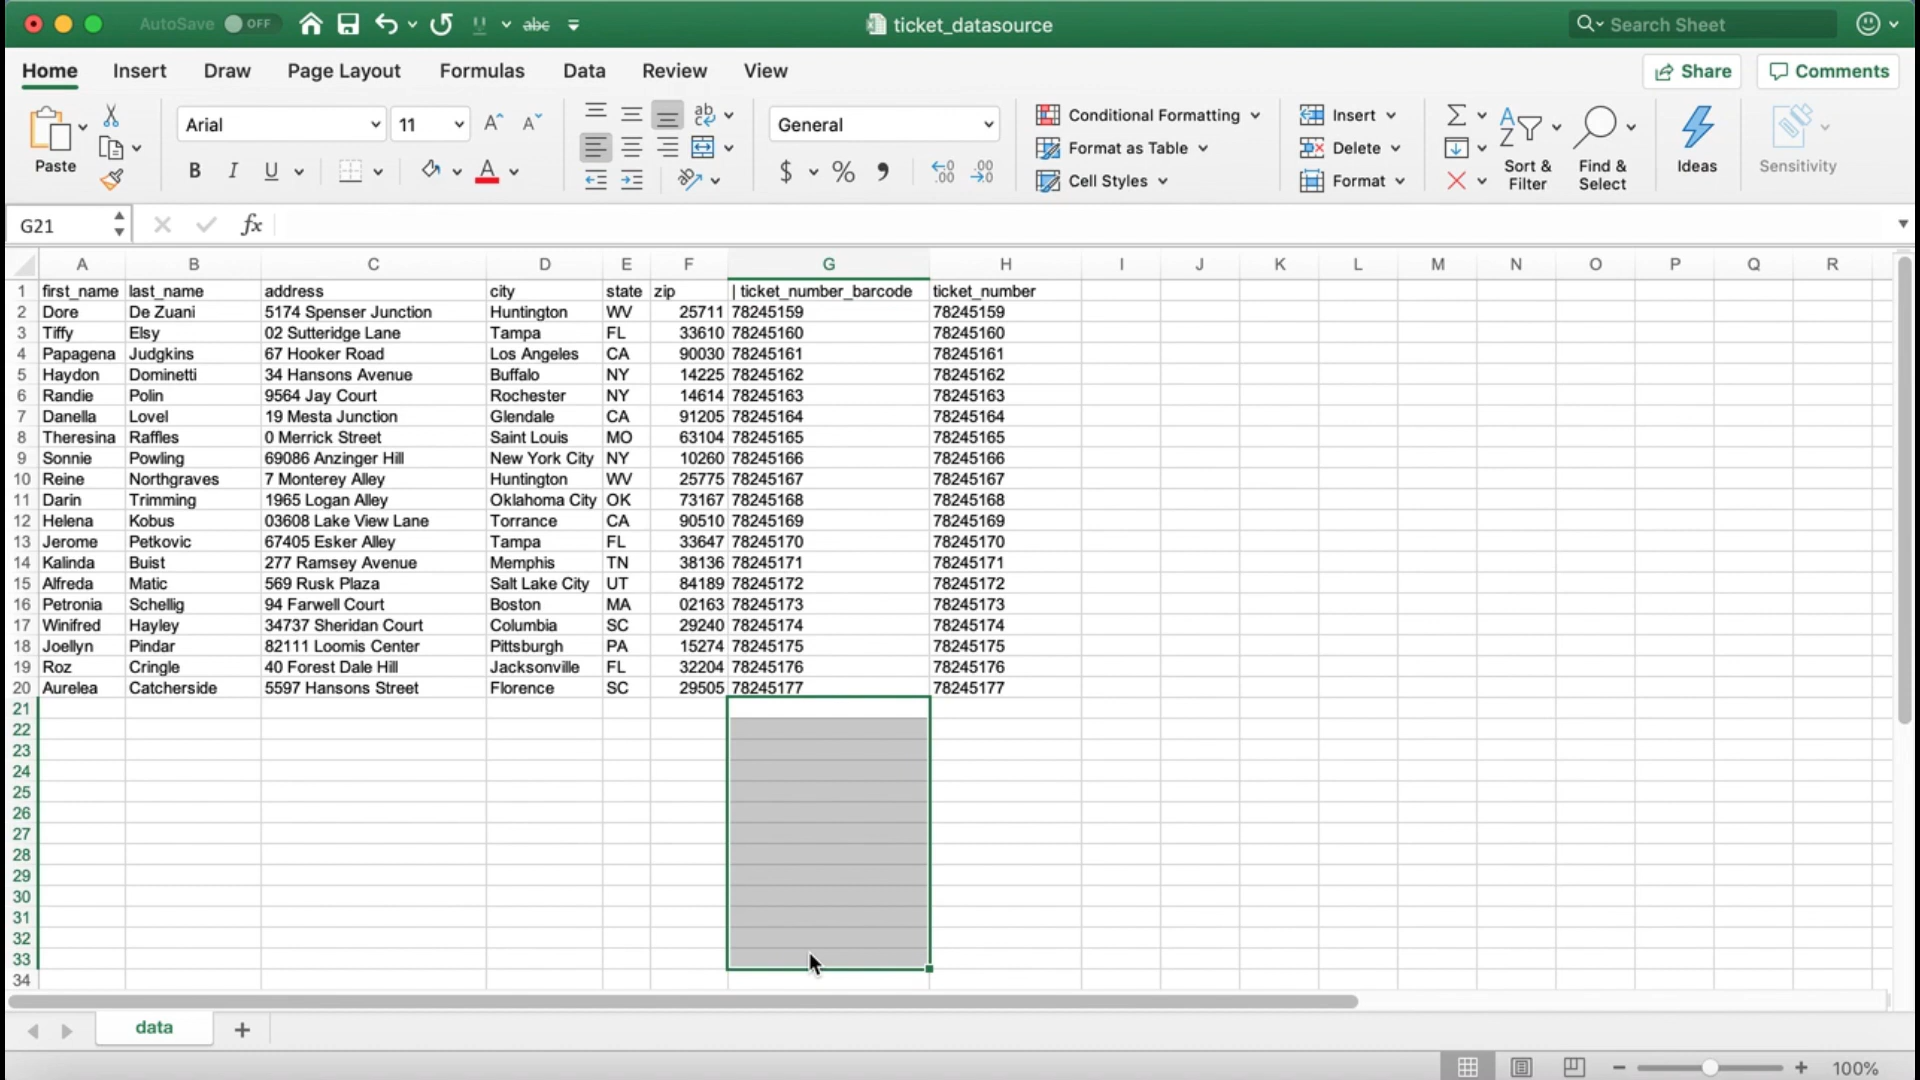 AutoSave OFF abc ticket_datasource Search Sheet
Home Insert Draw Page Layout Formulas Data Review View Share Comments
Paste Arial 11 A^ A˅ ab General Conditional Formatting Insert Σ A Z Sort & Filter Find & Select Ideas Sensitivity
Format as Table Delete
B I U A $ % , .00 .00 Cell Styles Format
G21 fx
A B C D E F G H I J K L M N O P Q R
1 first_name last_name address city state zip | ticket_number_barcode ticket_number
2 Dore De Zuani 5174 Spenser Junction Huntington WV 25711 78245159 78245159
3 Tiffy Elsy 02 Sutteridge Lane Tampa FL 33610 78245160 78245160
4 Papagena Judgkins 67 Hooker Road Los Angeles CA 90030 78245161 78245161
5 Haydon Dominetti 34 Hansons Avenue Buffalo NY 14225 78245162 78245162
6 Randie Polin 9564 Jay Court Rochester NY 14614 78245163 78245163
7 Danella Lovel 19 Mesta Junction Glendale CA 91205 78245164 78245164
8 Theresina Raffles 0 Merrick Street Saint Louis MO 63104 78245165 78245165
9 Sonnie Powling 69086 Anzinger Hill New York City NY 10260 78245166 78245166
10 Reine Northgraves 7 Monterey Alley Huntington WV 25775 78245167 78245167
11 Darin Trimming 1965 Logan Alley Oklahoma City OK 73167 78245168 78245168
12 Helena Kobus 03608 Lake View Lane Torrance CA 90510 78245169 78245169
13 Jerome Petkovic 67405 Esker Alley Tampa FL 33647 78245170 78245170
14 Kalinda Buist 277 Ramsey Avenue Memphis TN 38136 78245171 78245171
15 Alfreda Matic 569 Rusk Plaza Salt Lake City UT 84189 78245172 78245172
16 Petronia Schellig 94 Farwell Court Boston MA 02163 78245173 78245173
17 Winifred Hayley 34737 Sheridan Court Columbia SC 29240 78245174 78245174
18 Joellyn Pindar 82111 Loomis Center Pittsburgh PA 15274 78245175 78245175
19 Roz Cringle 40 Forest Dale Hill Jacksonville FL 32204 78245176 78245176
20 Aurelea Catcherside 5597 Hansons Street Florence SC 29505 78245177 78245177
21
22
23
24
25
26
27
28
29
30
31
32
33
34
data +
100%